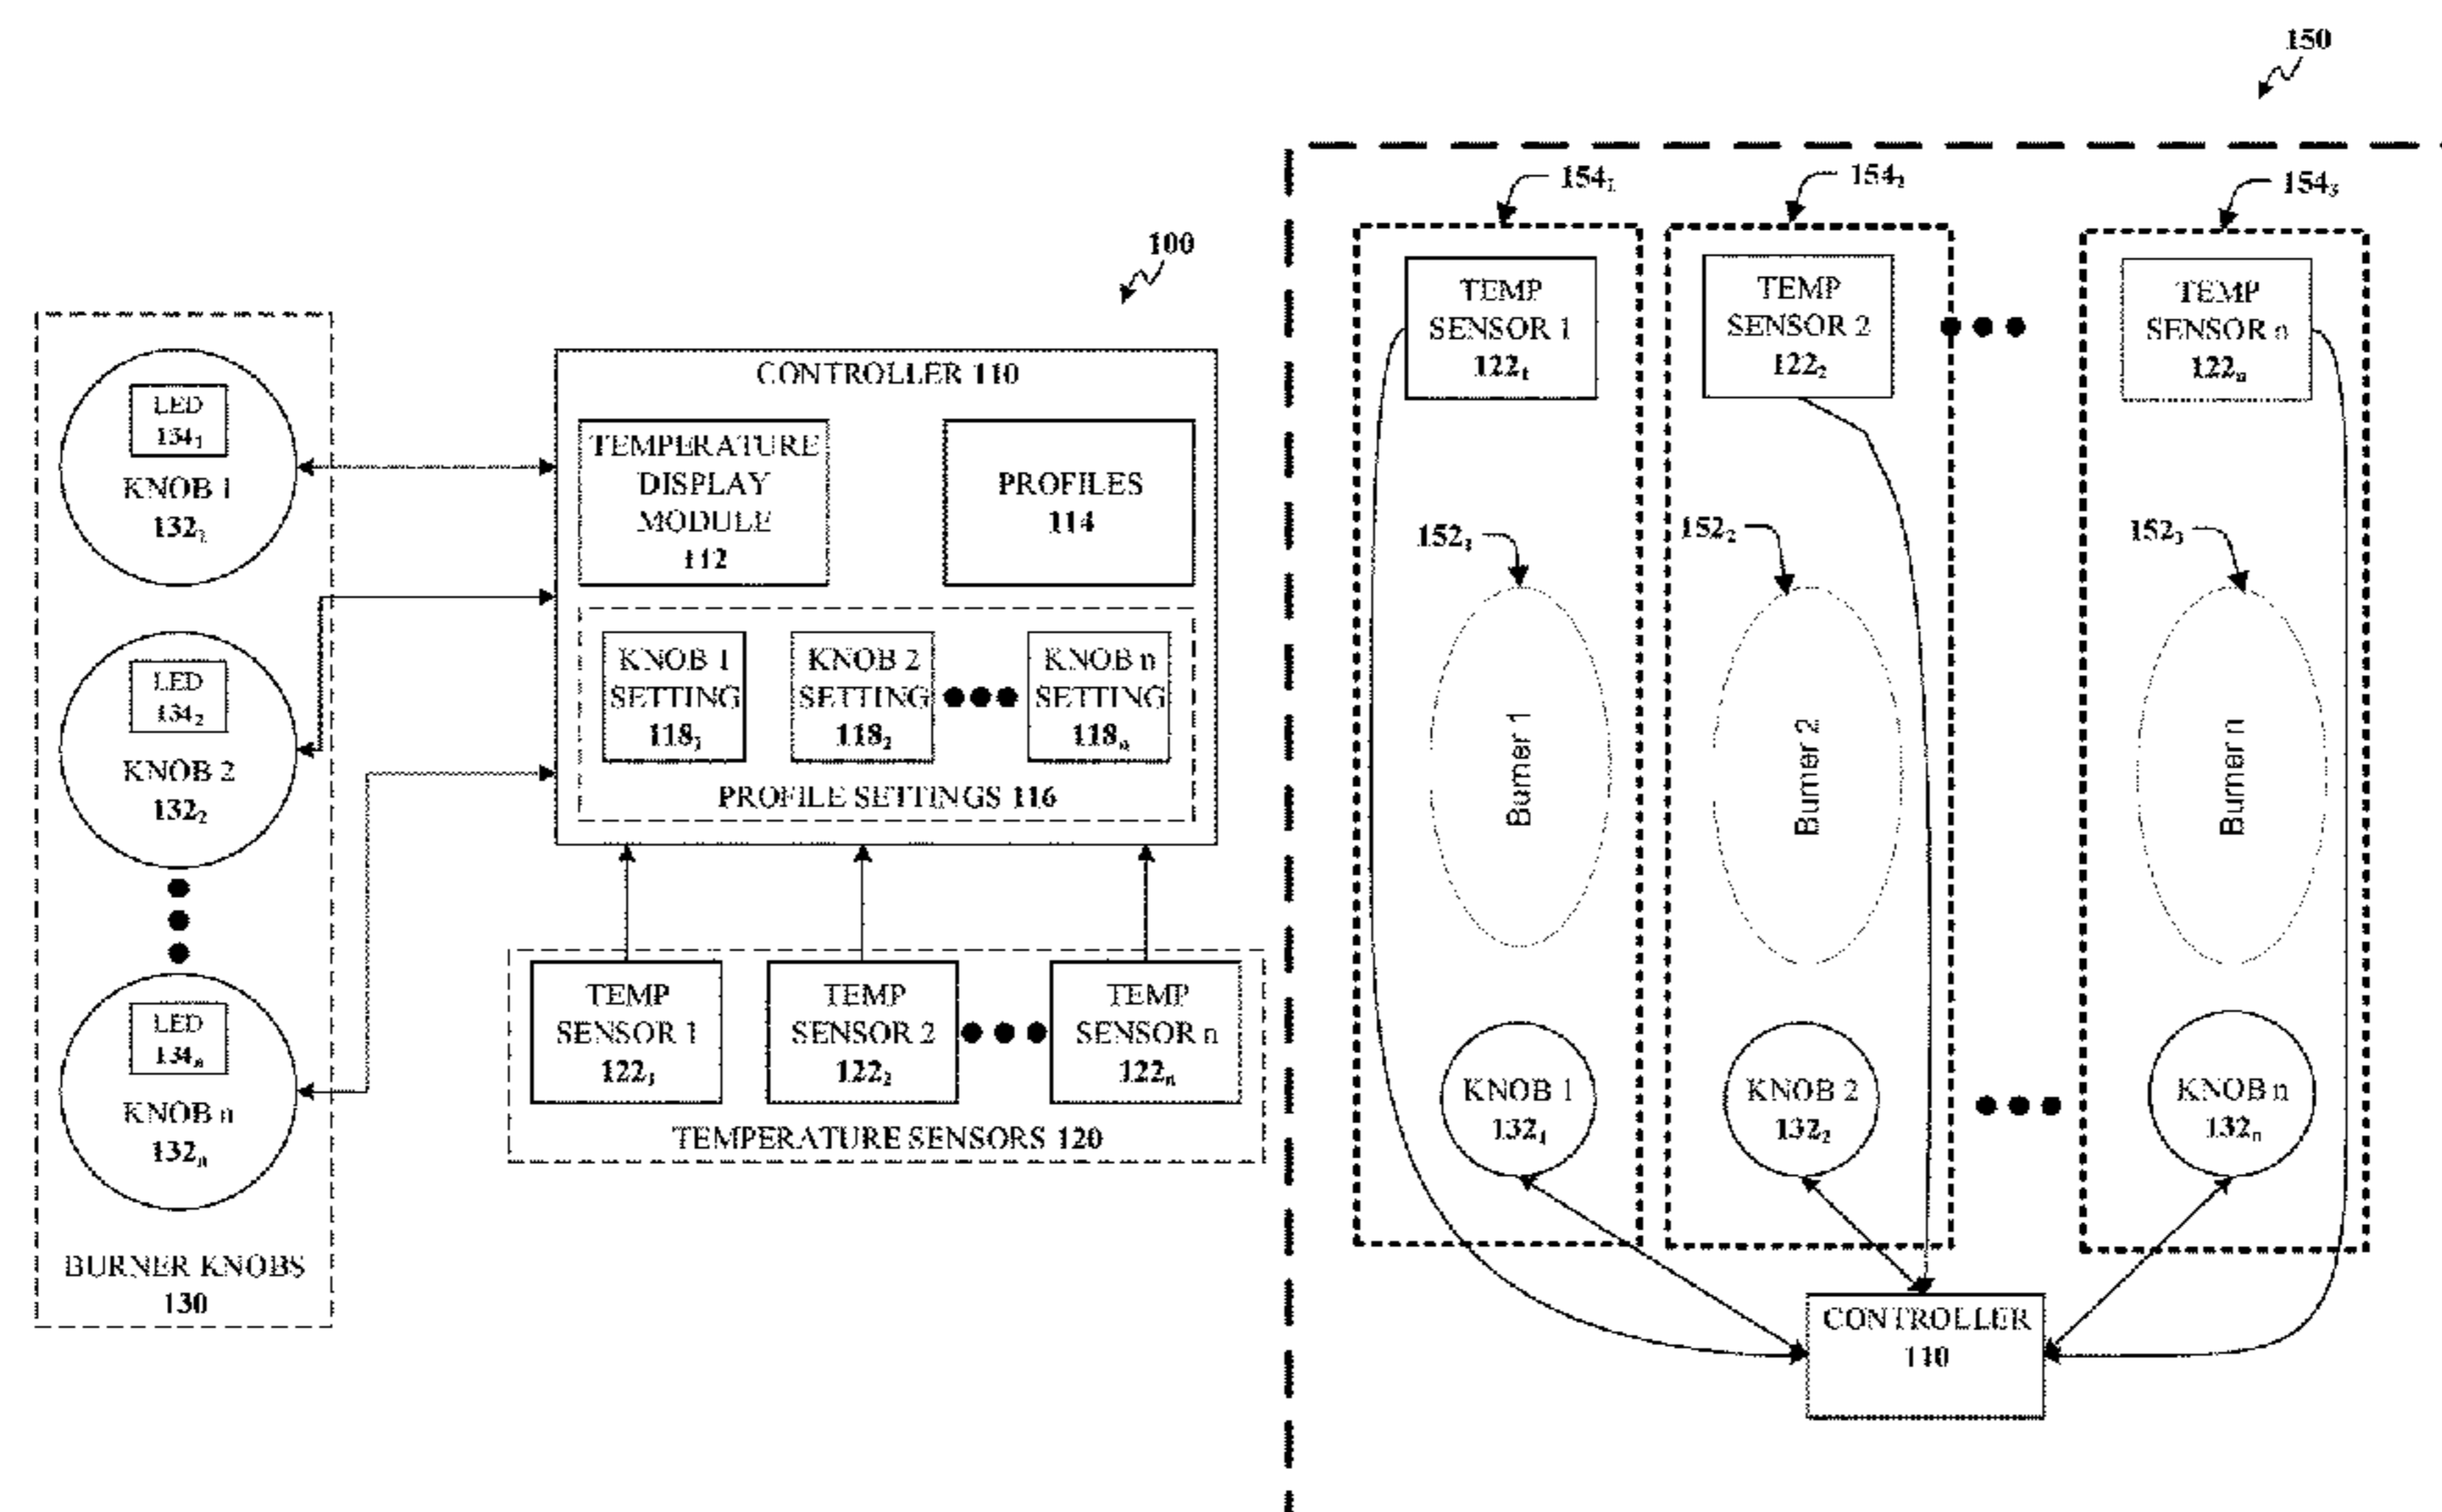 150
154₁
154₂
154₃
100
LED
134₁
KNOB 1
132₁
LED
134₂
KNOB 2
132₂
LED
134ₙ
KNOB n
132ₙ
BURNER KNOBS
130
CONTROLLER 110
TEMPERATURE
DISPLAY
MODULE
112
PROFILES
114
KNOB 1
SETTING
118₁
KNOB 2
SETTING
118₂
KNOB n
SETTING
118ₙ
PROFILE SETTINGS 116
TEMP
SENSOR 1
122₁
TEMP
SENSOR 2
122₂
TEMP
SENSOR n
122ₙ
TEMPERATURE SENSORS 120
TEMP
SENSOR 1
122₁
TEMP
SENSOR 2
122₂
TEMP
SENSOR n
122ₙ
152₁
152₂
152₃
Burner 1
Burner 2
Burner n
KNOB 1
132₁
KNOB 2
132₂
KNOB n
132ₙ
CONTROLLER
110